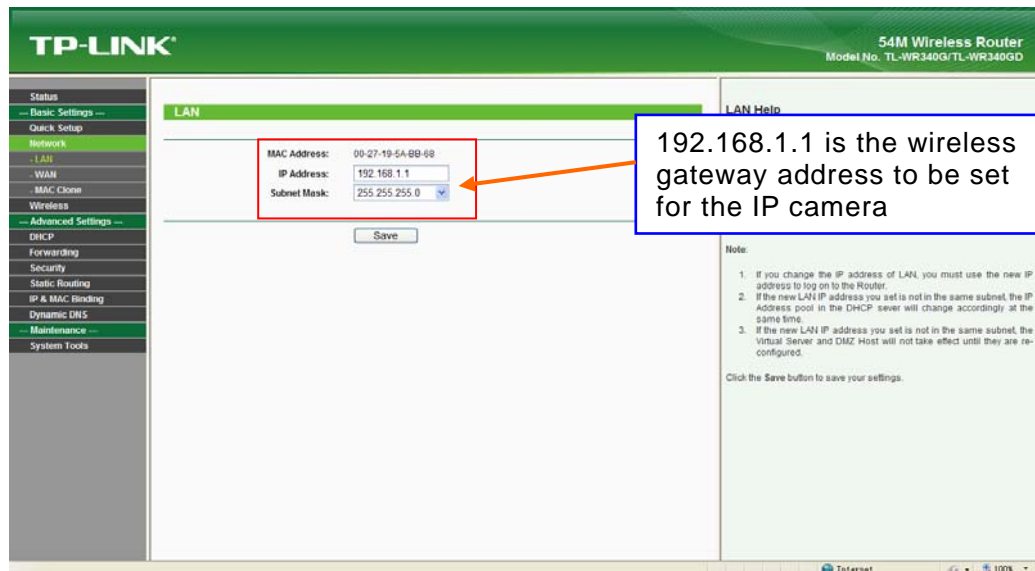 TP-LINK
54M Wireless Router
Model No. TL-WR340G/TL-WR340GD
Status
--- Basic Settings ---
Quick Setup
Network
- LAN
- WAN
- MAC Clone
Wireless
--- Advanced Settings ---
DHCP
Forwarding
Security
Static Routing
IP & MAC Binding
Dynamic DNS
--- Maintenance ---
System Tools
LAN
MAC Address: 00-27-19-5A-BB-68
IP Address: 192.168.1.1
Subnet Mask: 255.255.255.0
Save
LAN Help
192.168.1.1 is the wireless
gateway address to be set
for the IP camera
Note:
1. If you change the IP address of LAN, you must use the new IP
address to log on to the Router.
2. If the new LAN IP address you set is not in the same subnet, the IP
Address pool in the DHCP sever will change accordingly at the
same time.
3. If the new LAN IP address you set is not in the same subnet, the
Virtual Server and DMZ Host will not take effect until they are re-
configured.
Click the Save button to save your settings.
Internet
100%